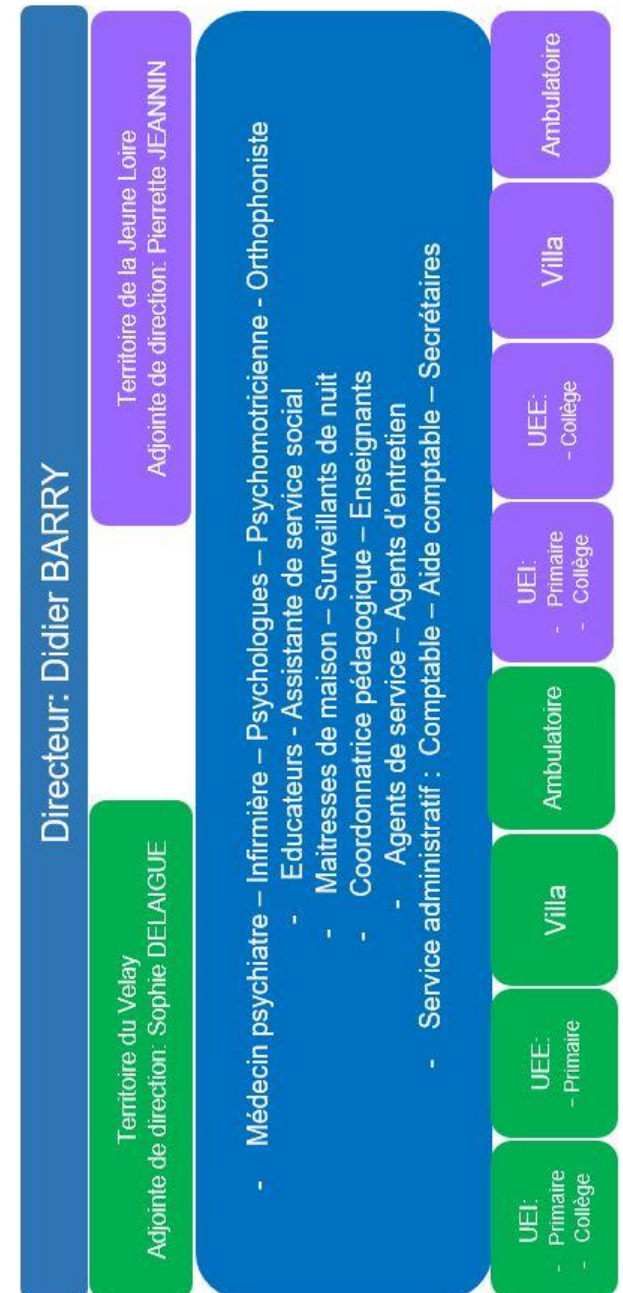 Directeur: Didier BARRY
Territoire du Velay
Adjointe de direction: Sophie DELAIGUE
Territoire de la Jeune Loire
Adjointe de direction: Pierrette JEANNIN
- Médecin psychiatre – Infirmière – Psychologues – Psychomotricienne - Orthophoniste
- Educateurs - Assistante de service social
- Maitresses de maison – Surveillants de nuit
- Coordonnatrice pédagogique – Enseignants
- Agents de service – Agents d'entretien
- Service administratif : Comptable – Aide comptable – Secrétaires
UEI:
- Primaire
- Collège
UEE:
- Primaire
Villa
Ambulatoire
UEI:
- Primaire
- Collège
UEE:
- Collège
Villa
Ambulatoire